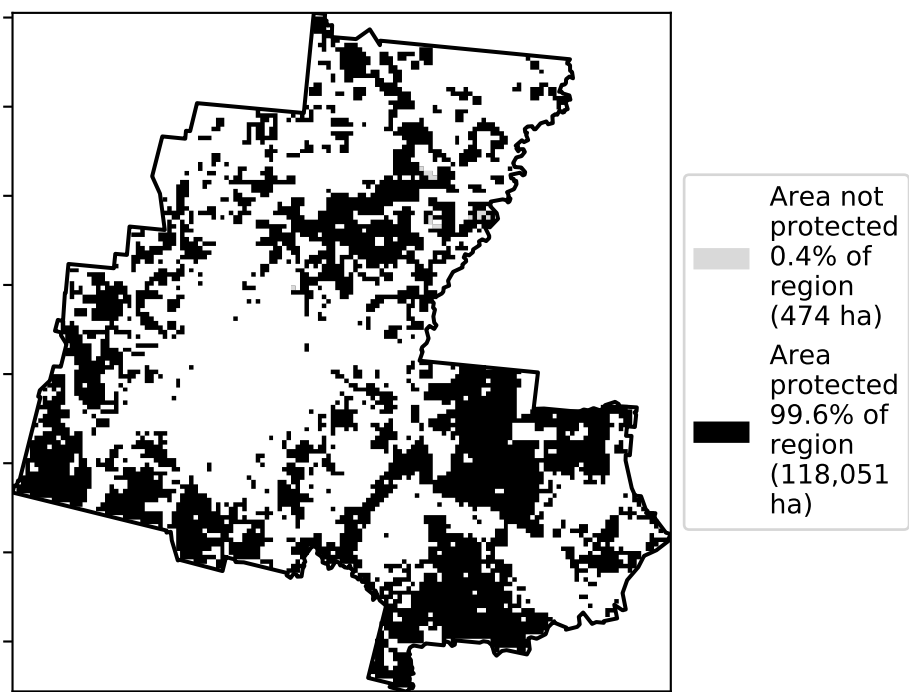 Area not
protected
0.4% of
region
(474 ha)
Area
protected
99.6% of
region
(118,051
ha)